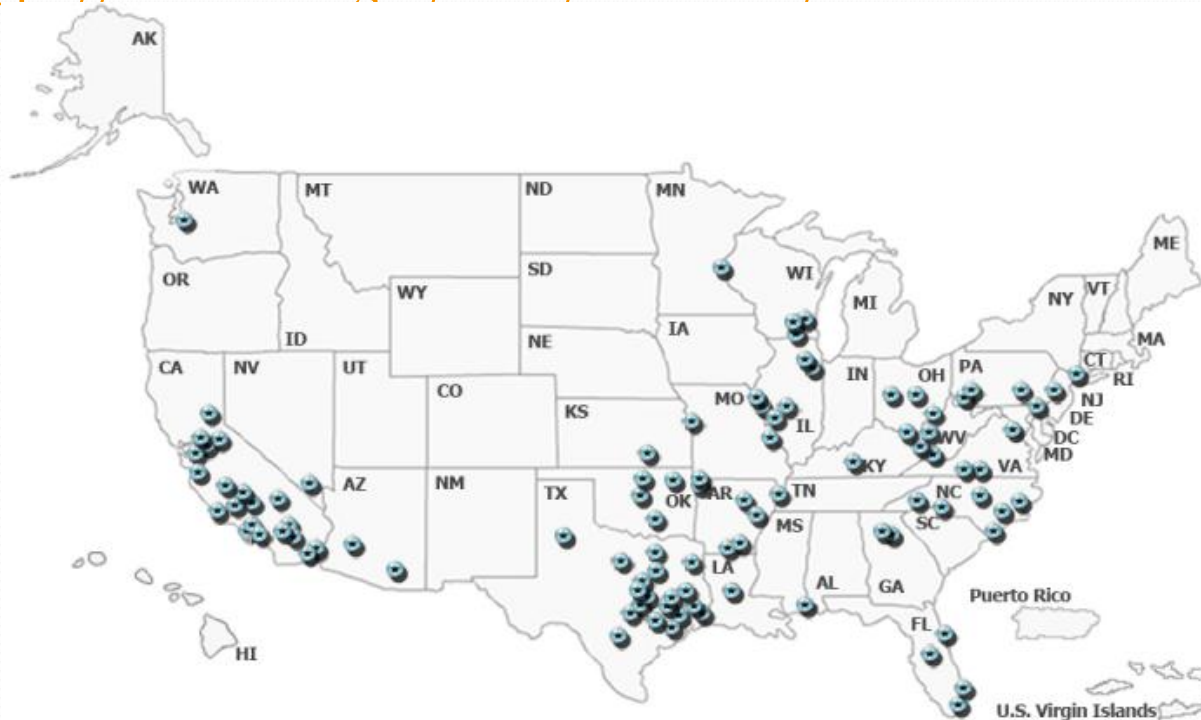 AK
WA
MT
ND
MN
ME
OR
SD
WI
VT
WY
MI
NY
ID
IA
MA
NE
CA
NV
UT
IN
OH
PA
CT
RI
CO
MO
NJ
KS
IL
DE
WV
DC
MD
KY
VA
AZ
NM
TX
OK
AR
TN
NC
MS
SC
LA
AL
GA
Puerto Rico
FL
HI
U.S. Virgin Islands